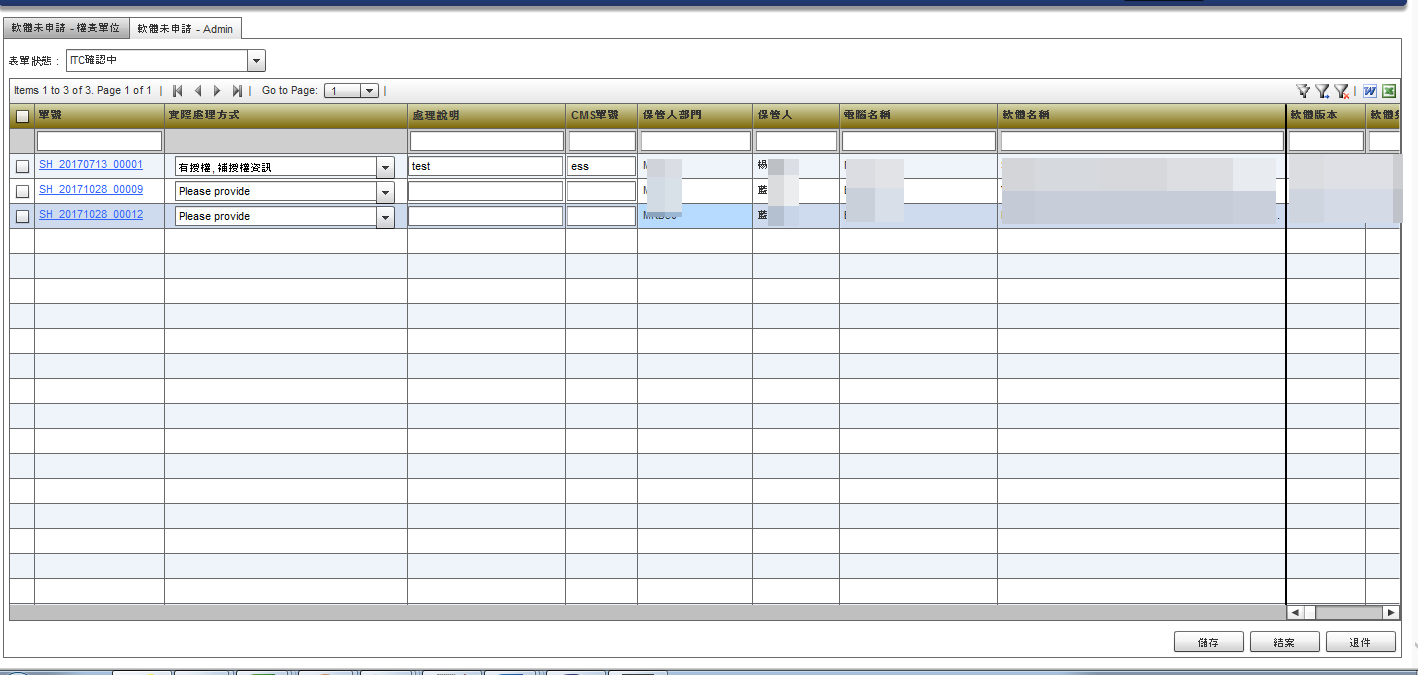 軟體未申請 - 權責單位
軟體未申請 - Admin
表單狀態 :
ITC確認中
Items 1 to 3 of 3. Page 1 of 1
Go to Page:
1
單號 實際處理方式 處理說明 CMS單號 保管人部門 保管人 電腦名稱 軟體名稱 軟體版本
SH_20170713_00001 有授權, 補授權資訊 test ess 楊
SH_20171028_00009 Please provide 藍
SH_20171028_00012 Please provide 藍
儲存 結案 退件